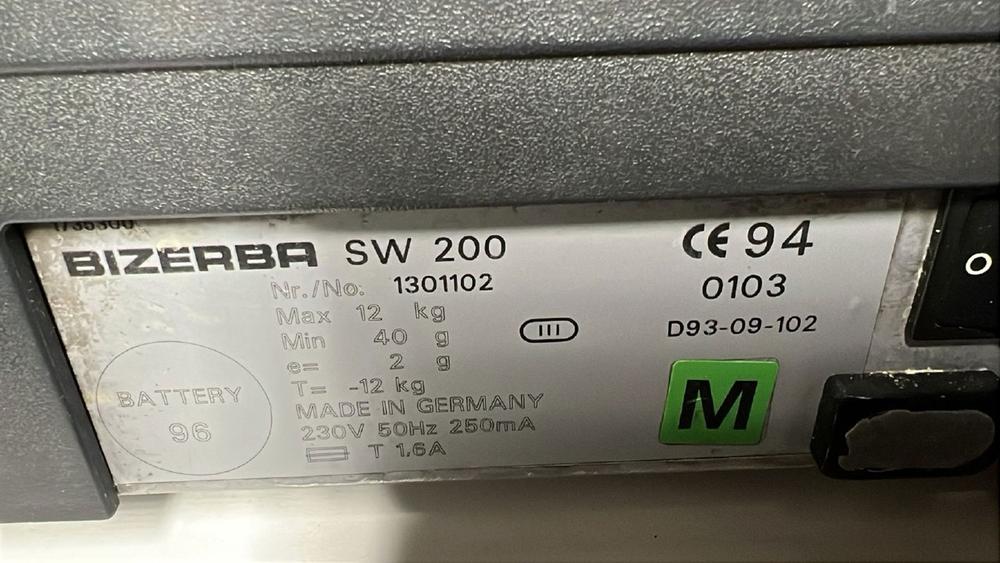 BIZERBA SW 200
Nr./No. 1301102
Max 12 kg
Min 40 g
e= 2 g
T= -12 kg
MADE IN GERMANY
230V 50Hz 250mA
T 1,6A
BATTERY
96
III
CE 94
0103
D93-09-102
M
O